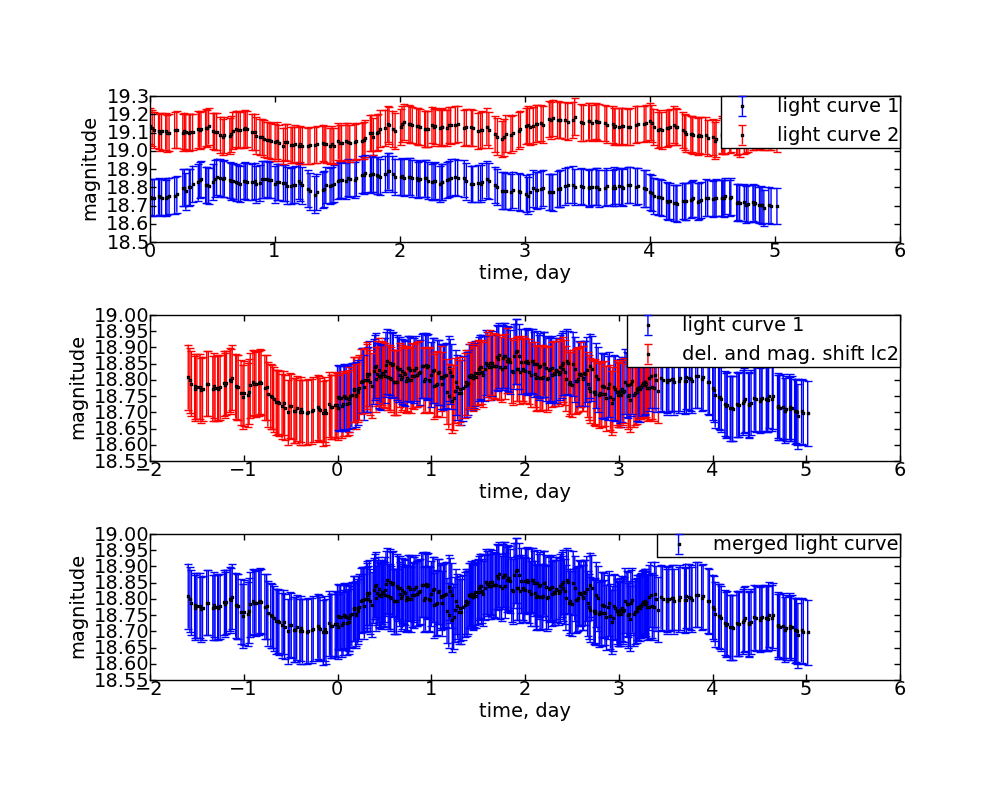 19.3
19.2
19.1
19.0
18.9
18.8
18.7
18.6
18.5
magnitude
light curve 1
light curve 2
0 1 2 3 4 5 6
time, day
19.00
18.95
18.90
18.85
18.80
18.75
18.70
18.65
18.60
18.55
magnitude
light curve 1
del. and mag. shift lc2
−2 −1 0 1 2 3 4 5 6
time, day
19.00
18.95
18.90
18.85
18.80
18.75
18.70
18.65
18.60
18.55
magnitude
merged light curve
−2 −1 0 1 2 3 4 5 6
time, day